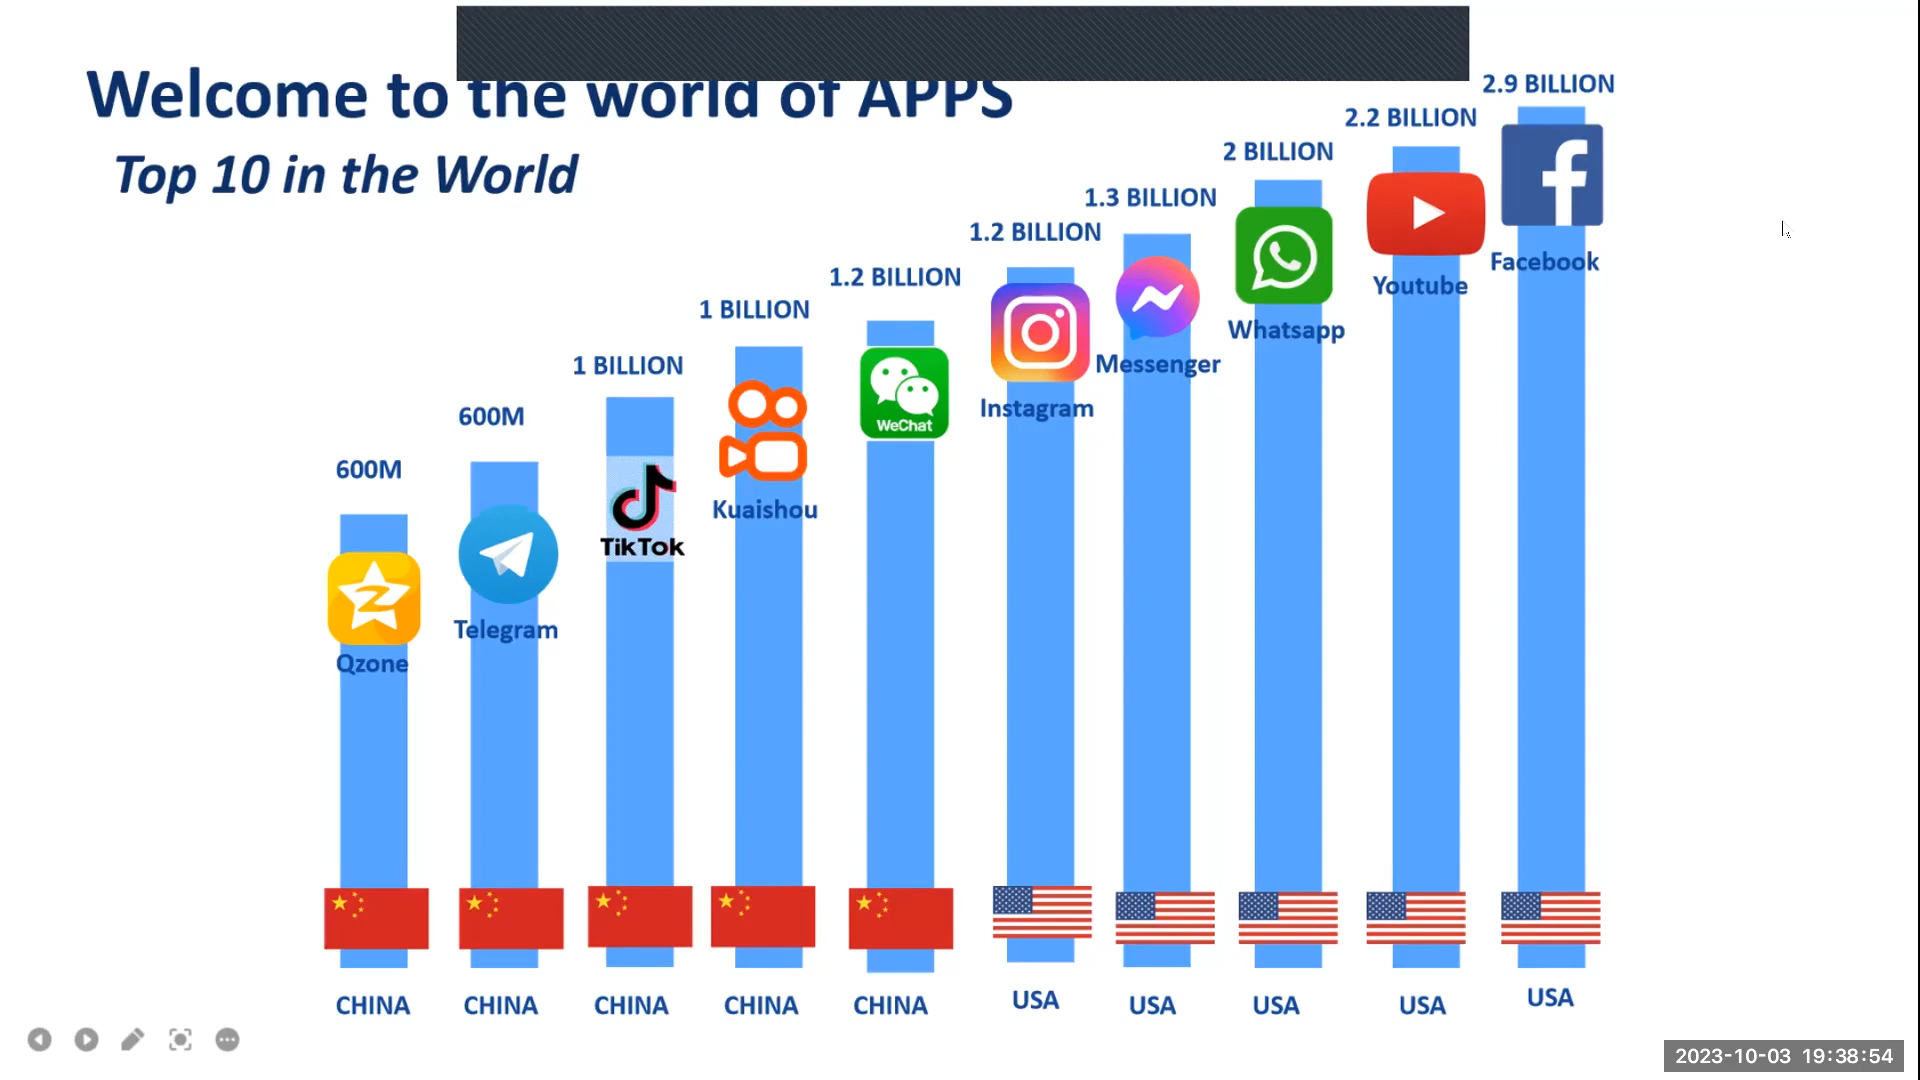 Welcome to the world of APPS
Top 10 in the World
600M
Qzone
CHINA
600M
Telegram
CHINA
1 BILLION
TikTok
CHINA
1 BILLION
Kuaishou
CHINA
1.2 BILLION
WeChat
CHINA
1.2 BILLION
Instagram
USA
1.3 BILLION
Messenger
USA
2 BILLION
Whatsapp
USA
2.2 BILLION
Youtube
USA
2.9 BILLION
Facebook
USA
2023-10-03 19:38:54